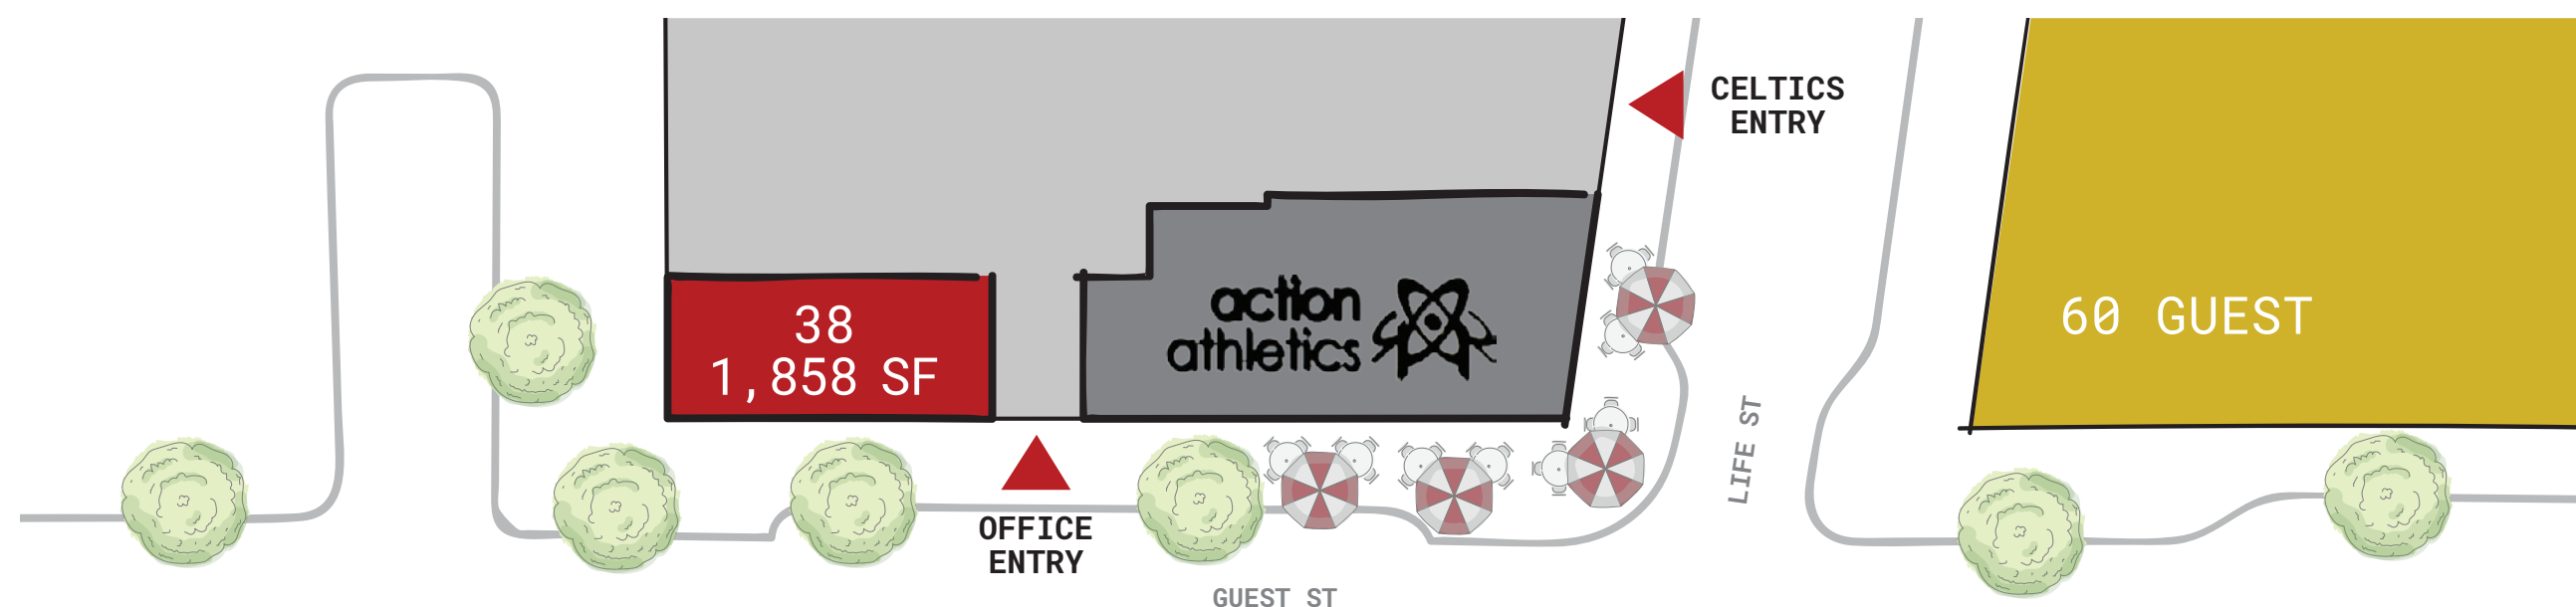 CELTICS
ENTRY
38
1,858 SF
action
athletics
60 GUEST
LIFE ST
OFFICE
ENTRY
GUEST ST